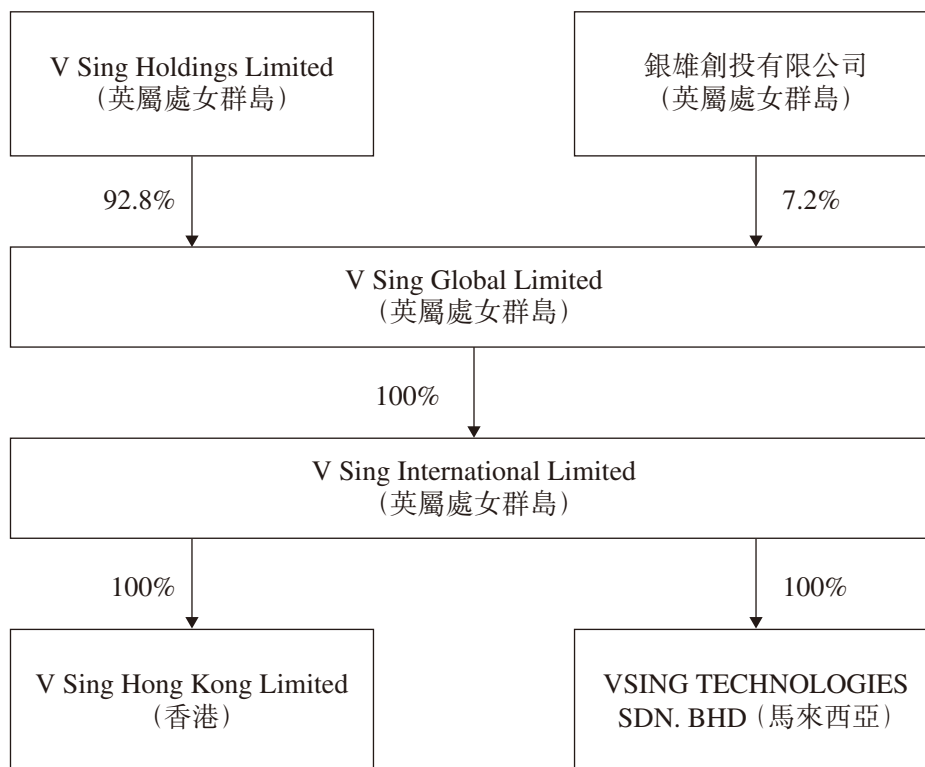 V Sing Holdings Limited
（英屬處女群島）
銀雄創投有限公司
（英屬處女群島）
92.8%
7.2%
V Sing Global Limited
（英屬處女群島）
100%
V Sing International Limited
（英屬處女群島）
100%
100%
V Sing Hong Kong Limited
（香港）
VSING TECHNOLOGIES
SDN. BHD（馬來西亞）